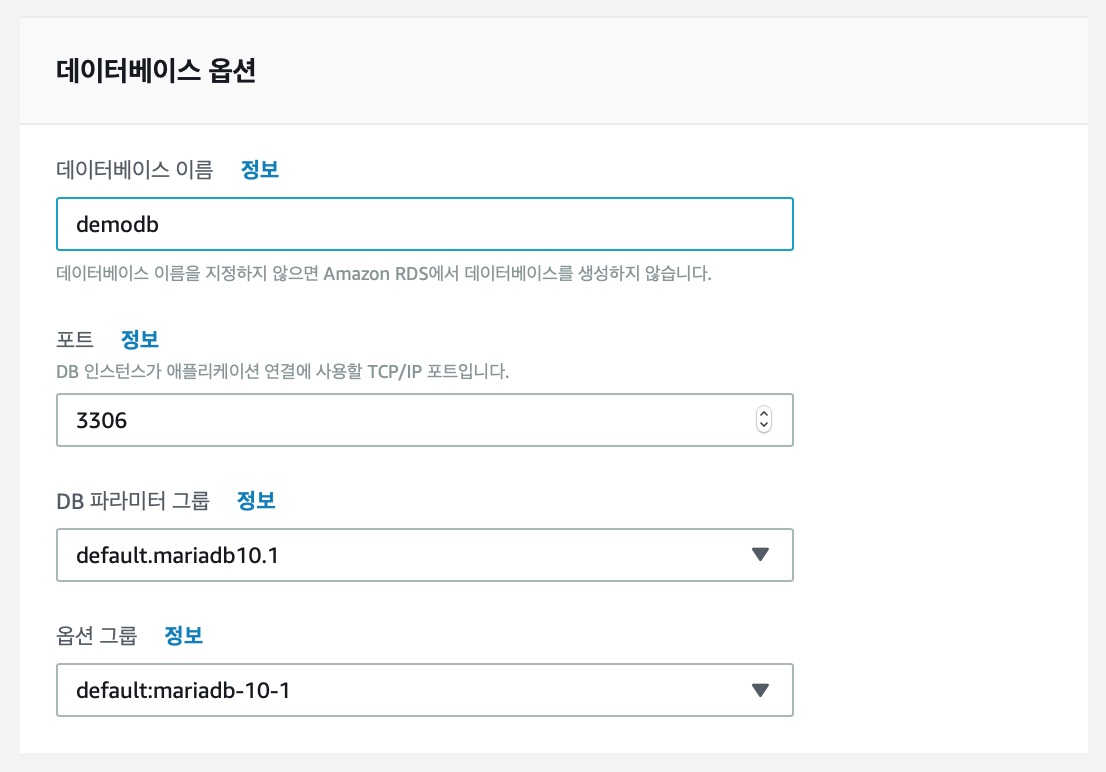 데이터베이스 옵션
데이터베이스 이름 정보
demodb
데이터베이스 이름을 지정하지 않으면 Amazon RDS에서 데이터베이스를 생성하지 않습니다.
포트 정보
DB 인스턴스가 애플리케이션 연결에 사용할 TCP/IP 포트입니다.
3306
DB 파라미터 그룹 정보
default.mariadb10.1
옵션 그룹 정보
default:mariadb-10-1